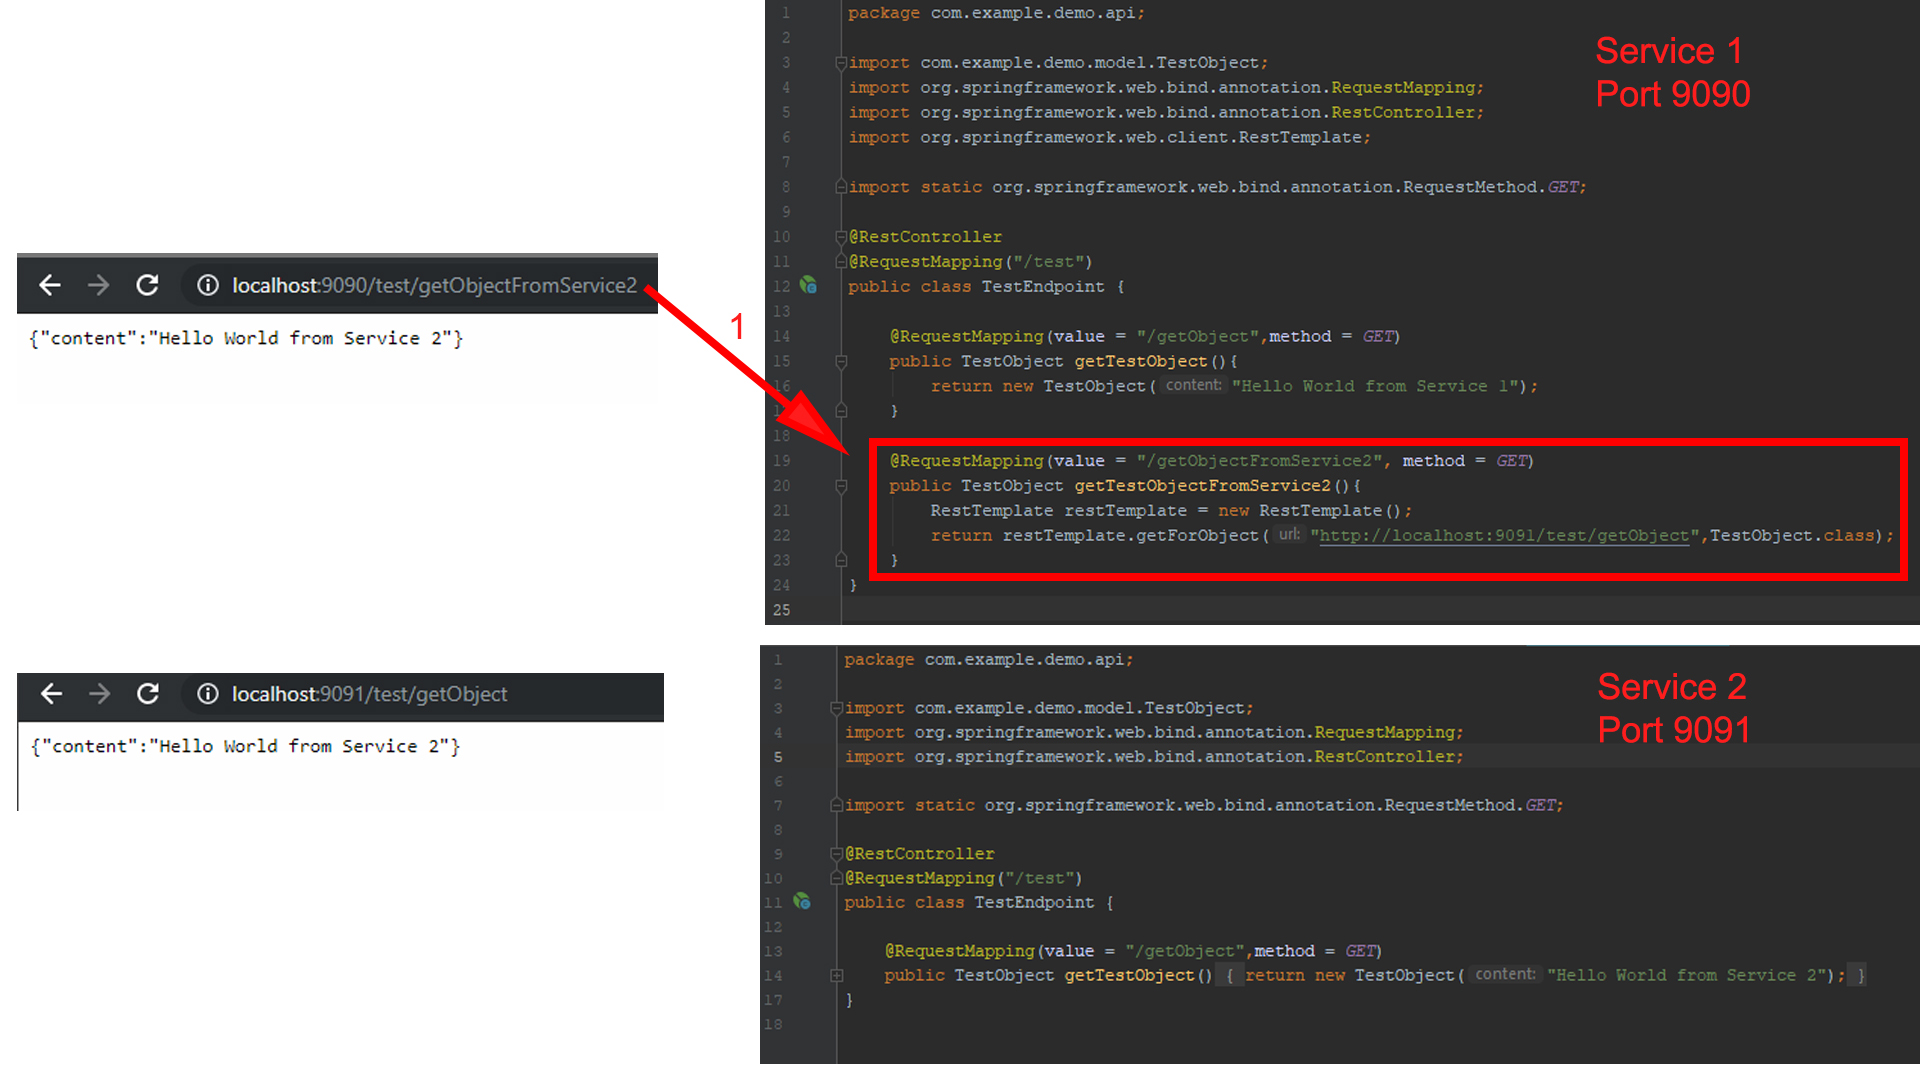 localhost:9090/test/getObjectFromService2
{"content":"Hello World from Service 2"}
1
localhost:9091/test/getObject
{"content":"Hello World from Service 2"}
Service 1
Port 9090
1 package com.example.demo.api;
2
3 import com.example.demo.model.TestObject;
4 import org.springframework.web.bind.annotation.RequestMapping;
5 import org.springframework.web.bind.annotation.RestController;
6 import org.springframework.web.client.RestTemplate;
7
8 import static org.springframework.web.bind.annotation.RequestMethod.GET;
9
10 @RestController
11 @RequestMapping("/test")
12 public class TestEndpoint {
13
14 @RequestMapping(value = "/getObject",method = GET)
15 public TestObject getTestObject(){
16 return new TestObject( content: "Hello World from Service 1");
17 }
18
19 @RequestMapping(value = "/getObjectFromService2", method = GET)
20 public TestObject getTestObjectFromService2(){
21 RestTemplate restTemplate = new RestTemplate();
22 return restTemplate.getForObject( url: "http://localhost:9091/test/getObject",TestObject.class);
23 }
24 }
25
Service 2
Port 9091
1 package com.example.demo.api;
2
3 import com.example.demo.model.TestObject;
4 import org.springframework.web.bind.annotation.RequestMapping;
5 import org.springframework.web.bind.annotation.RestController;
6
7 import static org.springframework.web.bind.annotation.RequestMethod.GET;
8
9 @RestController
10 @RequestMapping("/test")
11 public class TestEndpoint {
12
13 @RequestMapping(value = "/getObject",method = GET)
14 public TestObject getTestObject() { return new TestObject( content: "Hello World from Service 2"); }
17 }
18